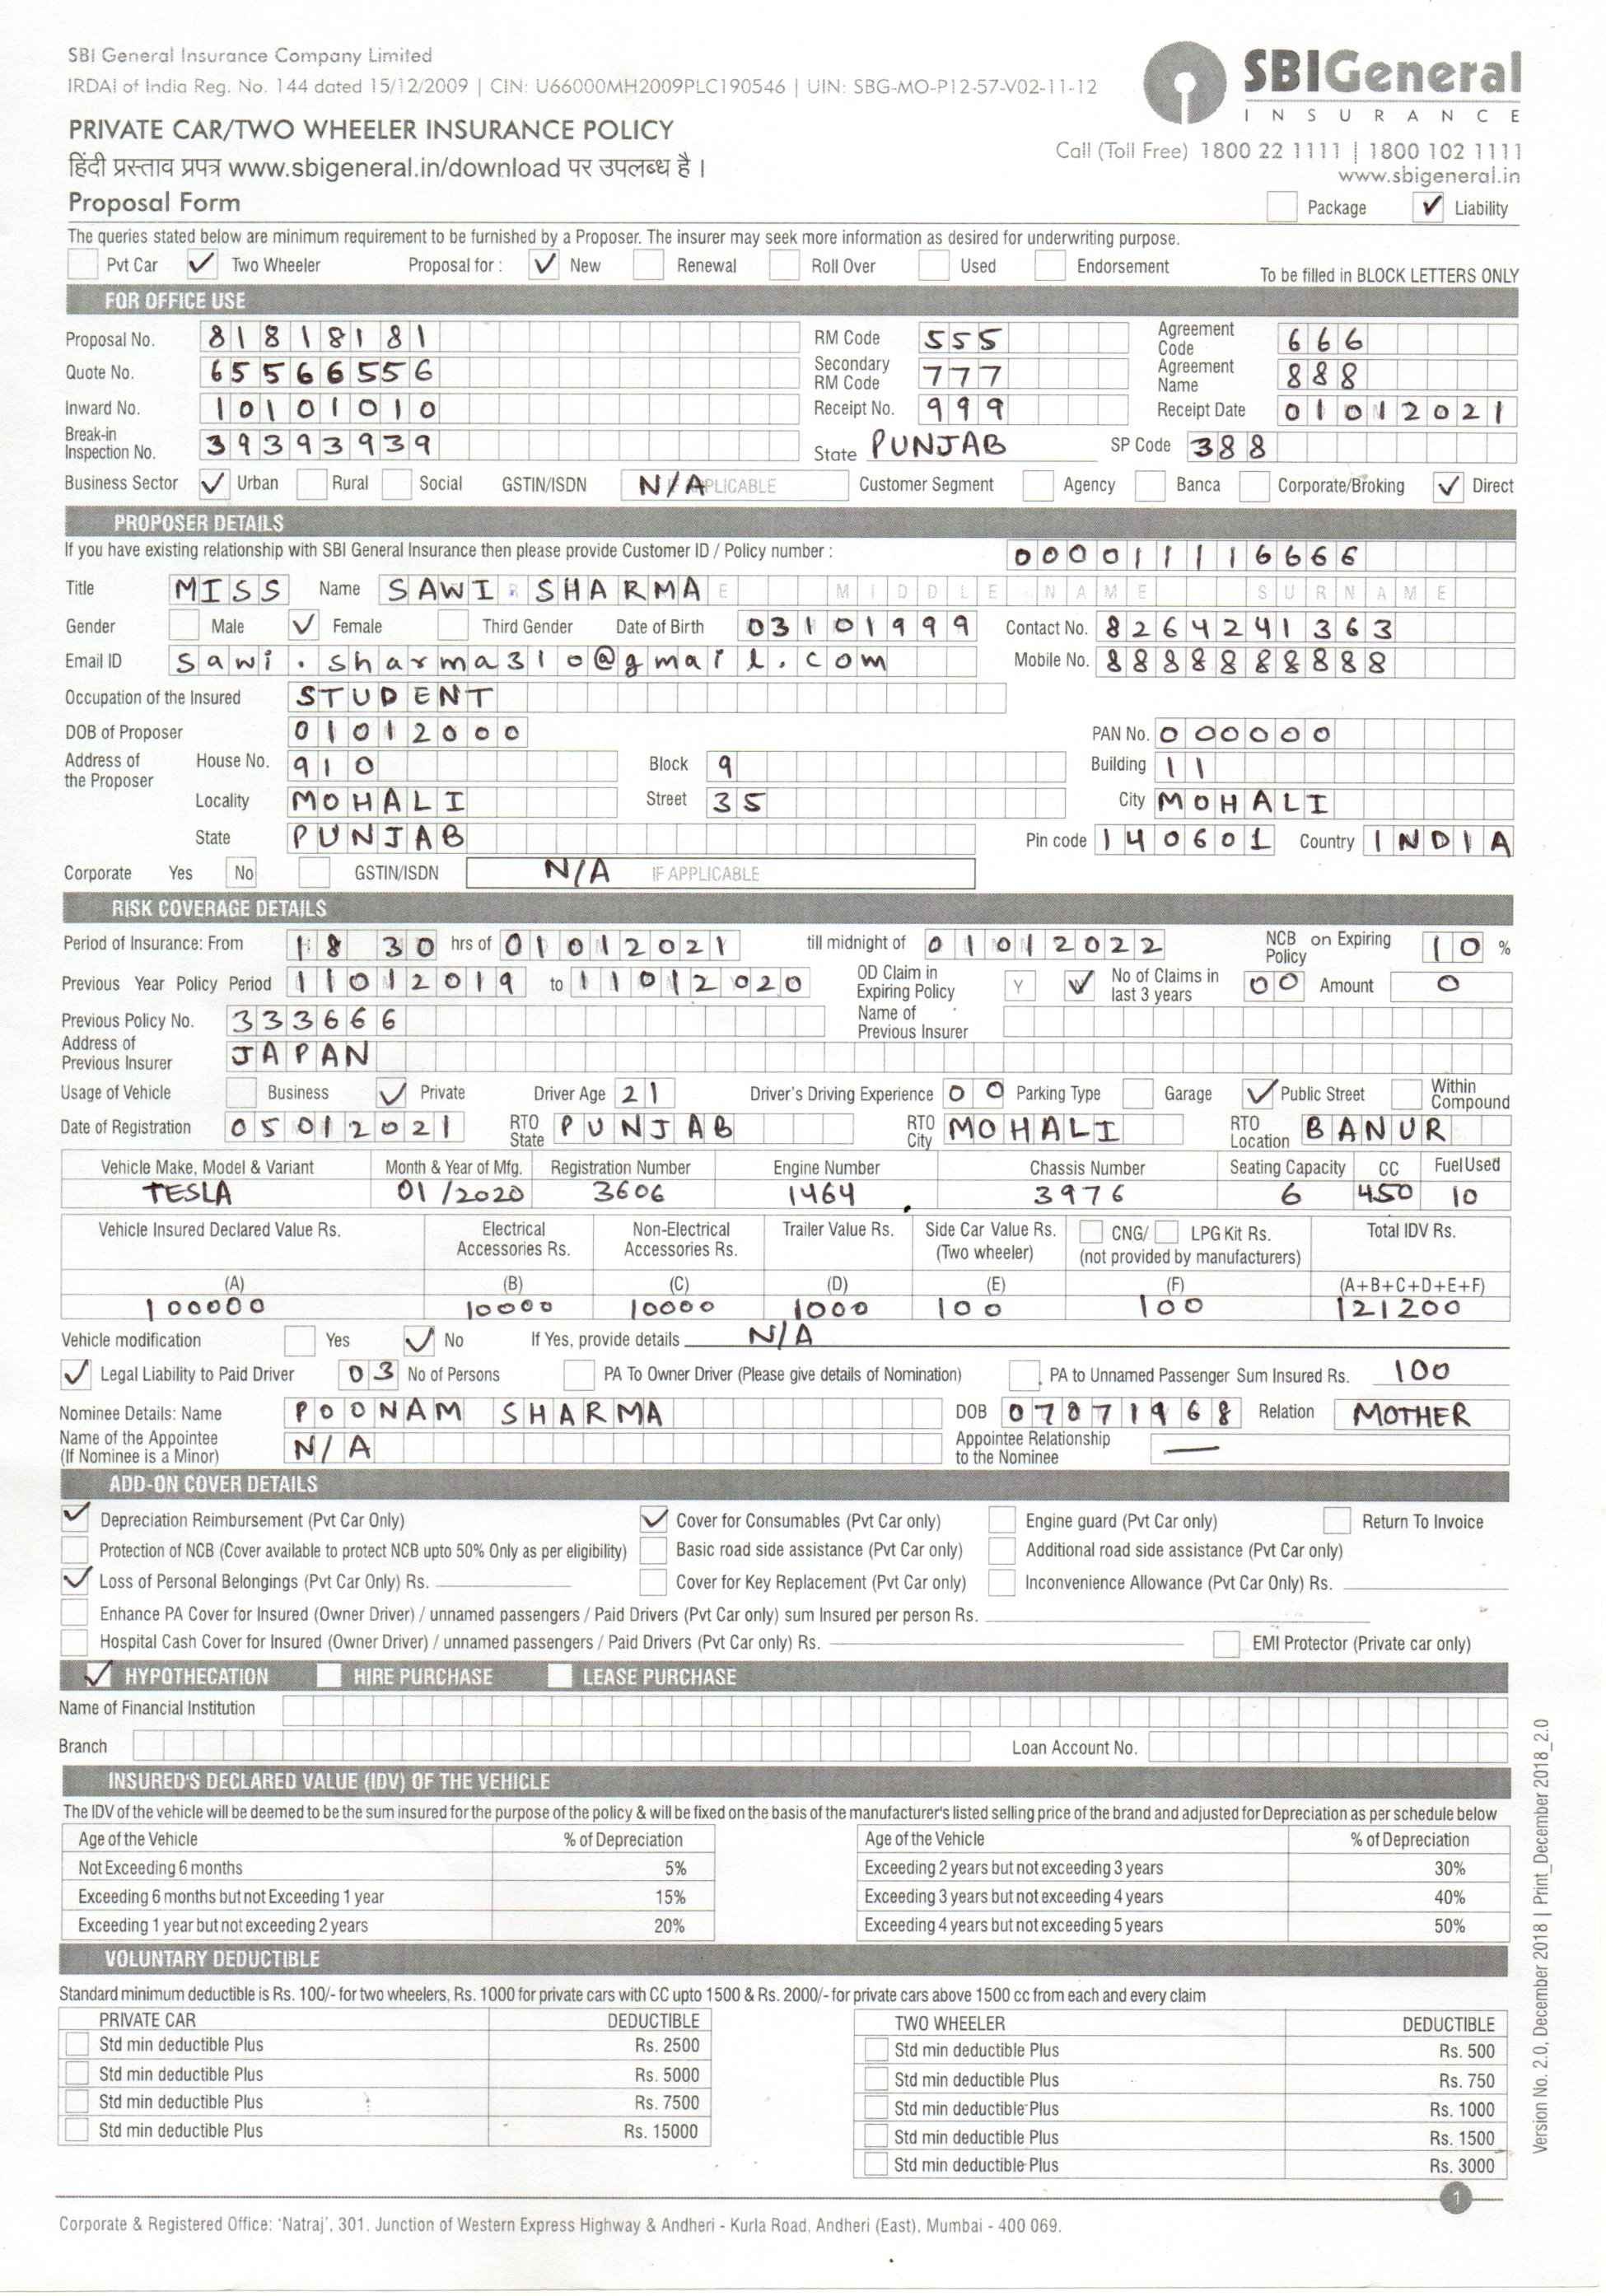 SBI General Insurance Company Limited
IRDAI of India Reg. No. 144 dated 15/12/2009 | CIN: U66000MH2009PLC190546 | UIN: SBG-MO-P12-57-V02-11-12
SBIGeneral
INSURANCE
PRIVATE CAR/TWO WHEELER INSURANCE POLICY
Call (Toll Free) 1800 22 1111 | 1800 102 1111
हिंदी प्रस्ताव प्रपत्र www.sbigeneral.in/download पर उपलब्ध है ।
www.sbigeneral.in
Proposal Form Package ✓ Liability
The queries stated below are minimum requirement to be furnished by a Proposer. The insurer may seek more information as desired for underwriting purpose.
Pvt Car ✓ Two Wheeler Proposal for : ✓ New Renewal Roll Over Used Endorsement To be filled in BLOCK LETTERS ONLY
FOR OFFICE USE
Proposal No. 81818181 RM Code 555 Agreement Code 666
Quote No. 65566556 Secondary RM Code 777 Agreement Name 888
Inward No. 10101010 Receipt No. 999 Receipt Date 01012021
Break-in Inspection No. 39393939 State PUNJAB SP Code 388
Business Sector ✓ Urban Rural Social GSTIN/ISDN N/A IF APPLICABLE Customer Segment Agency Banca Corporate/Broking ✓ Direct
PROPOSER DETAILS
If you have existing relationship with SBI General Insurance then please provide Customer ID / Policy number : 000011116666
Title MISS Name SAWI SHARMA MIDDLE NAME SURNAME
Gender Male ✓ Female Third Gender Date of Birth 03101999 Contact No. 8264241363
Email ID sawi.sharma310@gmail.com Mobile No. 8888888888
Occupation of the Insured STUDENT
DOB of Proposer 01012000 PAN No. 000000
Address of the Proposer House No. 910 Block 9 Building 11
Locality MOHALI Street 35 City MOHALI
State PUNJAB Pin code 140601 Country INDIA
Corporate Yes No GSTIN/ISDN N/A IF APPLICABLE
RISK COVERAGE DETAILS
Period of Insurance: From 18 30 hrs of 01012021 till midnight of 01012022 NCB on Expiring Policy 10 %
Previous Year Policy Period 11012019 to 11012020 OD Claim in Expiring Policy Y ✓ No of Claims in last 3 years 00 Amount 0
Previous Policy No. 333666 Name of Previous Insurer
Address of Previous Insurer JAPAN
Usage of Vehicle Business ✓ Private Driver Age 21 Driver's Driving Experience 00 Parking Type Garage ✓ Public Street Within Compound
Date of Registration 05012021 RTO State PUNJAB RTO City MOHALI RTO Location BANUR
Vehicle Make, Model & Variant Month & Year of Mfg. Registration Number Engine Number Chassis Number Seating Capacity CC Fuel Used
TESLA 01/2020 3606 1464 3976 6 450 10
Vehicle Insured Declared Value Rs. Electrical Accessories Rs. Non-Electrical Accessories Rs. Trailer Value Rs. Side Car Value Rs. (Two wheeler) CNG/ LPG Kit Rs. (not provided by manufacturers) Total IDV Rs.
(A) (B) (C) (D) (E) (F) (A+B+C+D+E+F)
100000 10000 10000 1000 100 100 121200
Vehicle modification Yes ✓ No If Yes, provide details N/A
✓ Legal Liability to Paid Driver 03 No of Persons PA To Owner Driver (Please give details of Nomination) PA to Unnamed Passenger Sum Insured Rs. 100
Nominee Details: Name POONAM SHARMA DOB 07071968 Relation MOTHER
Name of the Appointee (If Nominee is a Minor) N/A Appointee Relationship to the Nominee —
ADD-ON COVER DETAILS
✓ Depreciation Reimbursement (Pvt Car Only) ✓ Cover for Consumables (Pvt Car only) Engine guard (Pvt Car only) Return To Invoice
Protection of NCB (Cover available to protect NCB upto 50% Only as per eligibility) Basic road side assistance (Pvt Car only) Additional road side assistance (Pvt Car only)
✓ Loss of Personal Belongings (Pvt Car Only) Rs. Cover for Key Replacement (Pvt Car only) Inconvenience Allowance (Pvt Car Only) Rs.
Enhance PA Cover for Insured (Owner Driver) / unnamed passengers / Paid Drivers (Pvt Car only) sum Insured per person Rs.
Hospital Cash Cover for Insured (Owner Driver) / unnamed passengers / Paid Drivers (Pvt Car only) Rs. EMI Protector (Private car only)
✓ HYPOTHECATION HIRE PURCHASE LEASE PURCHASE
Name of Financial Institution
Branch Loan Account No.
INSURED'S DECLARED VALUE (IDV) OF THE VEHICLE
The IDV of the vehicle will be deemed to be the sum insured for the purpose of the policy & will be fixed on the basis of the manufacturer's listed selling price of the brand and adjusted for Depreciation as per schedule below
Age of the Vehicle % of Depreciation Age of the Vehicle % of Depreciation
Not Exceeding 6 months 5% Exceeding 2 years but not exceeding 3 years 30%
Exceeding 6 months but not Exceeding 1 year 15% Exceeding 3 years but not exceeding 4 years 40%
Exceeding 1 year but not exceeding 2 years 20% Exceeding 4 years but not exceeding 5 years 50%
VOLUNTARY DEDUCTIBLE
Standard minimum deductible is Rs. 100/- for two wheelers, Rs. 1000 for private cars with CC upto 1500 & Rs. 2000/- for private cars above 1500 cc from each and every claim
PRIVATE CAR DEDUCTIBLE TWO WHEELER DEDUCTIBLE
Std min deductible Plus Rs. 2500 Std min deductible Plus Rs. 500
Std min deductible Plus Rs. 5000 Std min deductible Plus Rs. 750
Std min deductible Plus Rs. 7500 Std min deductible Plus Rs. 1000
Std min deductible Plus Rs. 15000 Std min deductible Plus Rs. 1500
Std min deductible Plus Rs. 3000
1
Corporate & Registered Office: 'Natraj', 301, Junction of Western Express Highway & Andheri - Kurla Road, Andheri (East), Mumbai - 400 069.
Version No. 2.0, December 2018 | Print_December 2018_2.0